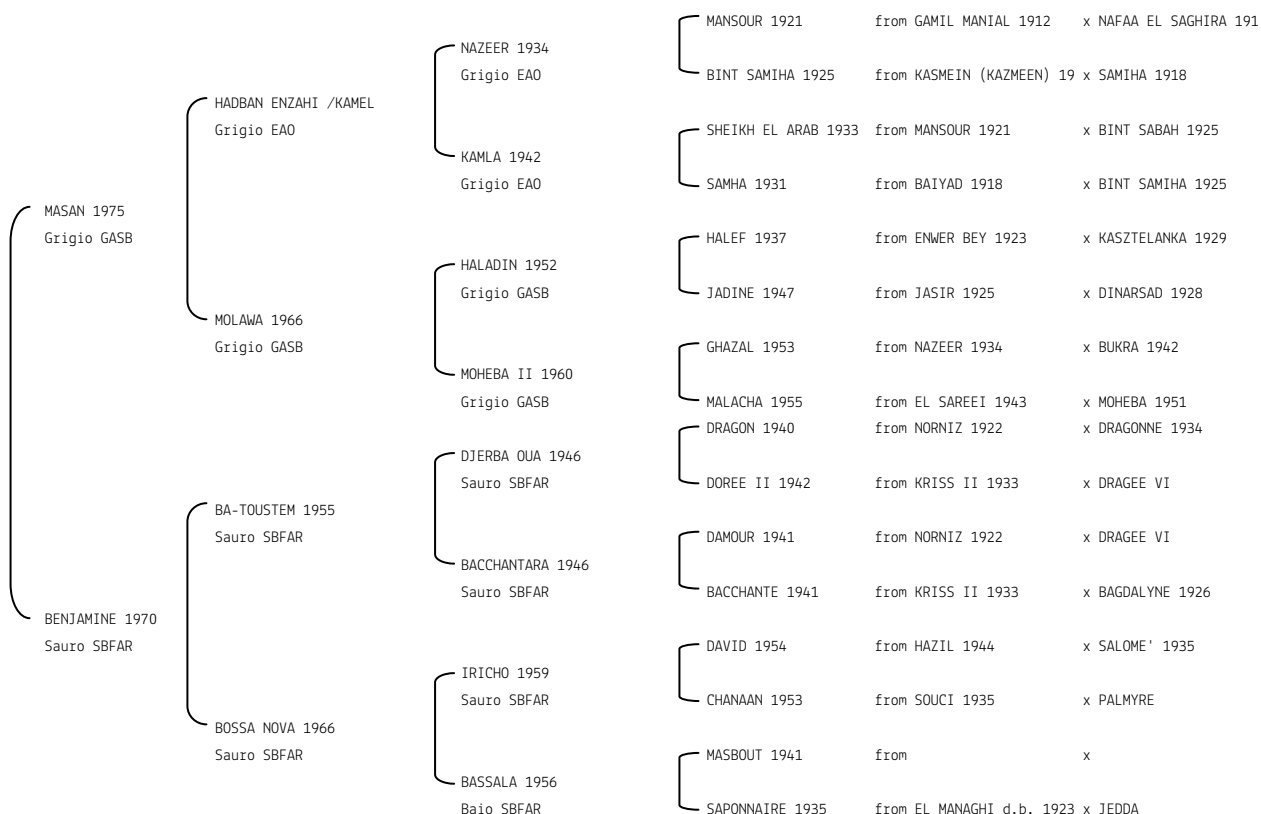 MANSOUR 1921 from GAMIL MANIAL 1912 x NAFAA EL SAGHIRA 191
NAZEER 1934
Grigio EAO BINT SAMIHA 1925 from KASMEIN (KAZMEEN) 19 x SAMIHA 1918
HADBAN ENZAHI /KAMEL
Grigio EAO SHEIKH EL ARAB 1933 from MANSOUR 1921 x BINT SABAH 1925
KAMLA 1942
Grigio EAO SAMHA 1931 from BAIYAD 1918 x BINT SAMIHA 1925
MASAN 1975
Grigio GASB HALEF 1937 from ENWER BEY 1923 x KASZTELANKA 1929
HALADIN 1952
Grigio GASB JADINE 1947 from JASIR 1925 x DINARSAD 1928
MOLAWA 1966
Grigio GASB GHAZAL 1953 from NAZEER 1934 x BUKRA 1942
MOHEBA II 1960
Grigio GASB MALACHA 1955 from EL SAREEI 1943 x MOHEBA 1951
DRAGON 1940 from NORNIZ 1922 x DRAGONNE 1934
DJERBA OUA 1946
Sauro SBFAR DOREE II 1942 from KRISS II 1933 x DRAGEE VI
BA-TOUSTEM 1955
Sauro SBFAR DAMOUR 1941 from NORNIZ 1922 x DRAGEE VI
BACCHANTARA 1946
Sauro SBFAR BACCHANTE 1941 from KRISS II 1933 x BAGDALYNE 1926
BENJAMINE 1970
Sauro SBFAR DAVID 1954 from HAZIL 1944 x SALOME' 1935
IRICHO 1959
Sauro SBFAR CHANAAN 1953 from SOUCI 1935 x PALMYRE
BOSSA NOVA 1966
Sauro SBFAR MASBOUT 1941 from x
BASSALA 1956
Baio SBFAR SAPONNAIRE 1935 from EL MANAGHI d.b. 1923 x JEDDA